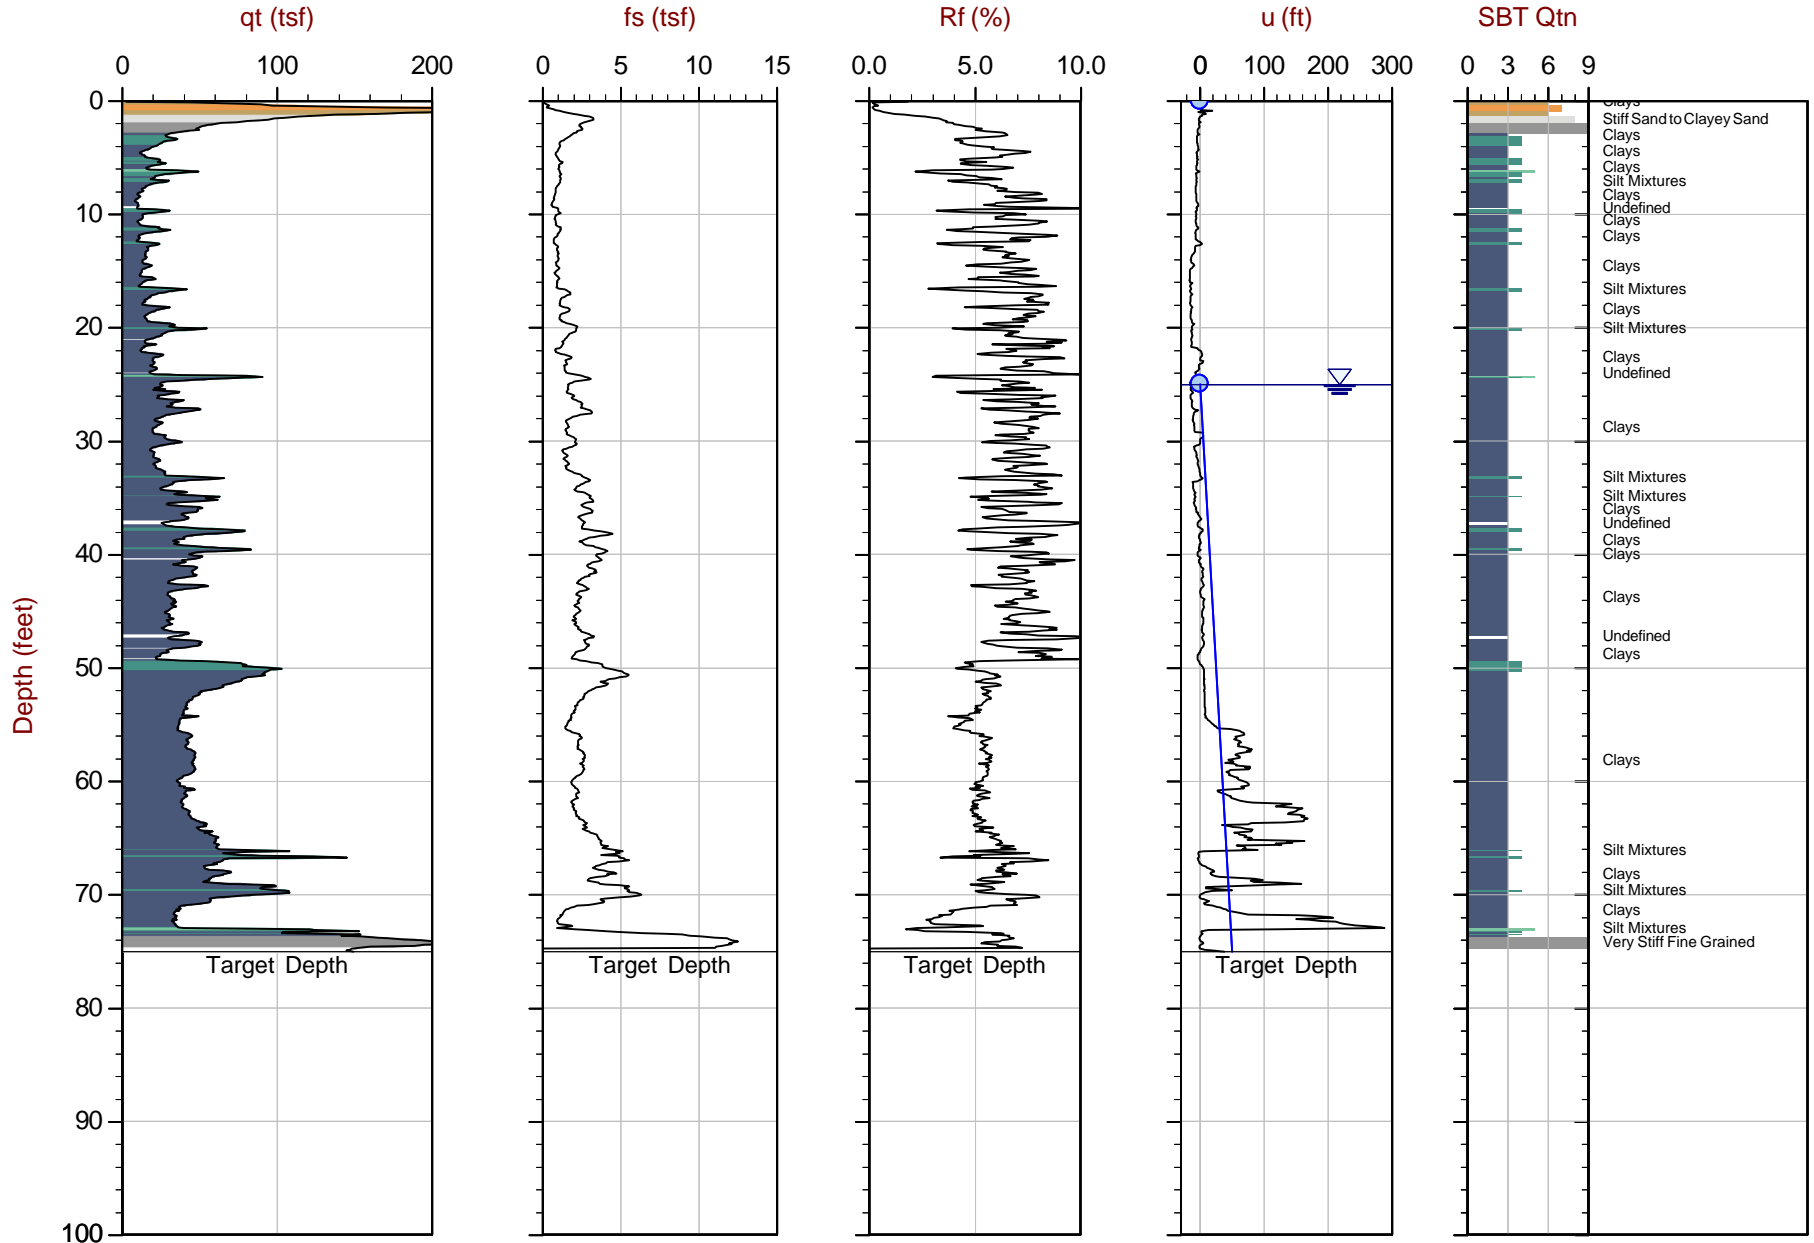 qt (tsf)
fs (tsf)
Rf (%)
u (ft)
SBT Qtn
0 100 200
0 5 10 15
0.0 5.0 10.0
0 100 200 300
0 3 6 9
Depth (feet)
0
10
20
30
40
50
60
70
80
90
100
Target Depth
Target Depth
Target Depth
Target Depth
Clays
Stiff Sand to Clayey Sand
Clays
Clays
Clays
Silt Mixtures
Clays
Undefined
Clays
Clays
Clays
Silt Mixtures
Clays
Silt Mixtures
Clays
Undefined
Clays
Silt Mixtures
Silt Mixtures
Clays
Undefined
Clays
Clays
Clays
Undefined
Clays
Clays
Silt Mixtures
Clays
Silt Mixtures
Clays
Silt Mixtures
Very Stiff Fine Grained